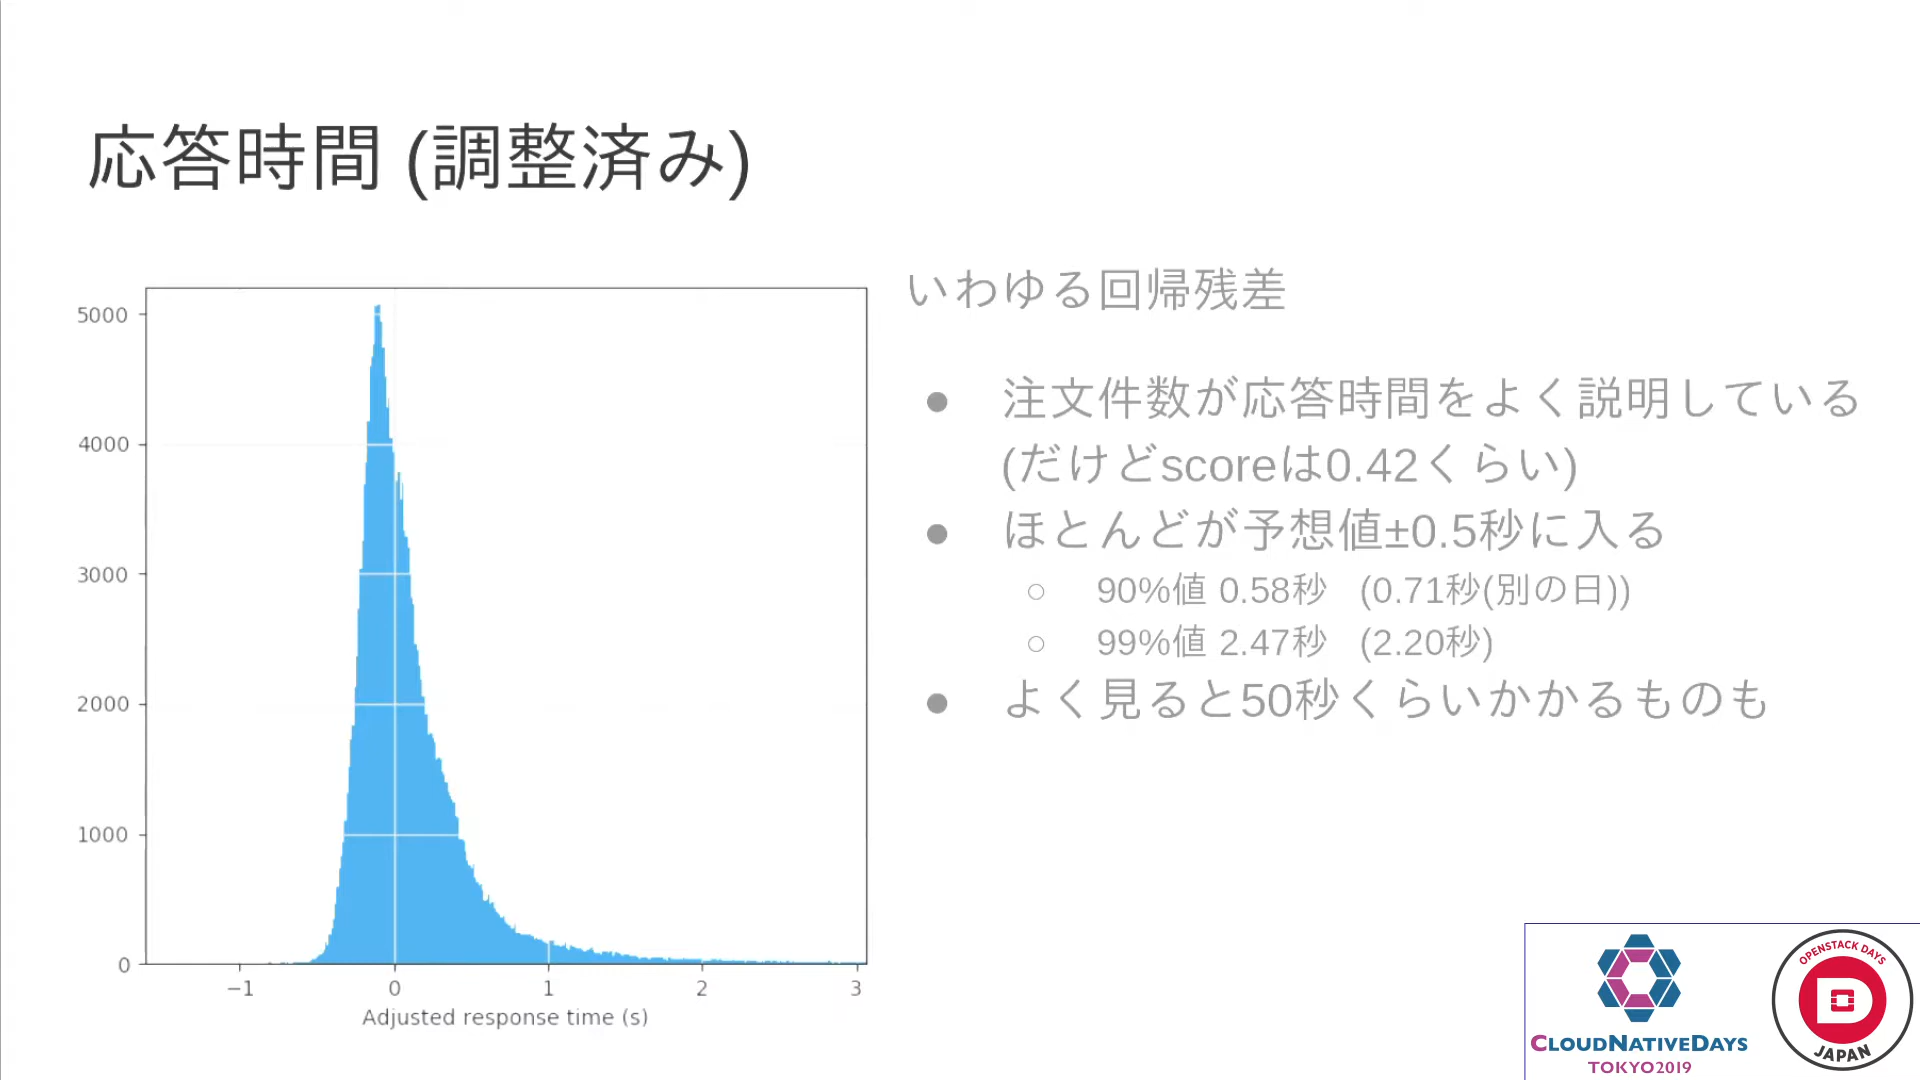 応答時間 (調整済み)
いわゆる回帰残差
● 注文件数が応答時間をよく説明している
(だけどscoreは0.42くらい)
● ほとんどが予想値±0.5秒に入る
○ 90%値 0.58秒 (0.71秒(別の日))
○ 99%値 2.47秒 (2.20秒)
● よく見ると50秒くらいかかるものも
5000
4000
3000
2000
1000
0
−1 0 1 2 3
Adjusted response time (s)
CLOUDNATIVEDAYS
TOKYO2019
OPENSTACK DAYS
JAPAN